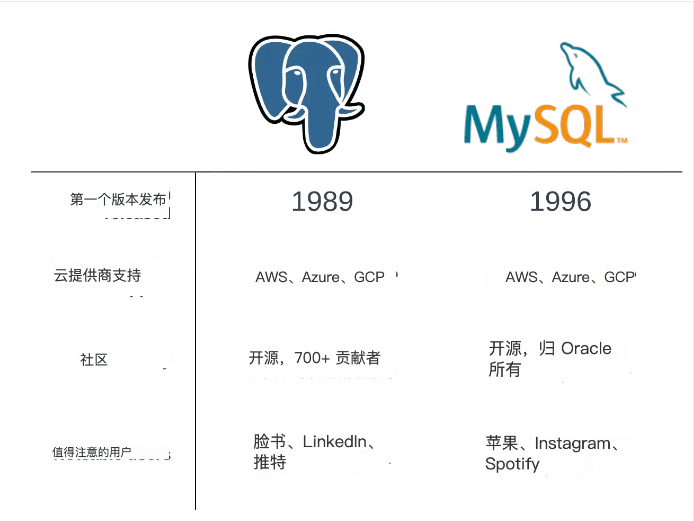 MySQL™
第一个版本发布
1989
1996
云提供商支持
AWS、Azure、GCP
AWS、Azure、GCP
社区
开源，700+ 贡献者
开源，归 Oracle
所有
值得注意的用户
脸书、LinkedIn、
推特
苹果、Instagram、
Spotify